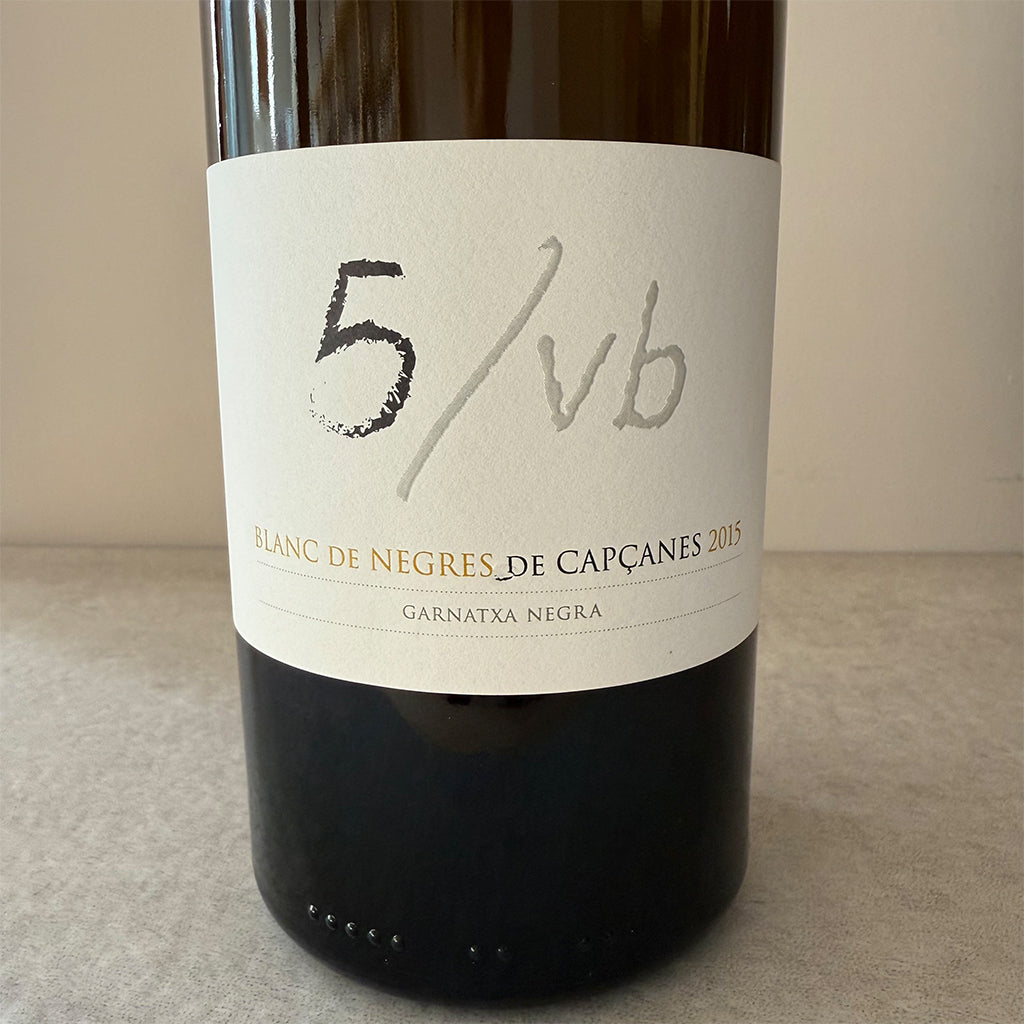 5/vb
BLANC DE NEGRES DE CAPÇANES 2015
GARNATXA NEGRA